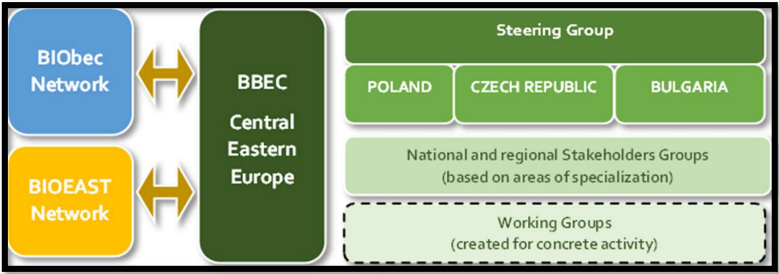 BIObec
Network
BIOEAST
Network
BBEC
Central
Eastern
Europe
Steering Group
POLAND
CZECH REPUBLIC
BULGARIA
National and regional Stakeholders Groups
(based on areas of specialization)
Working Groups
(created for concrete activity)